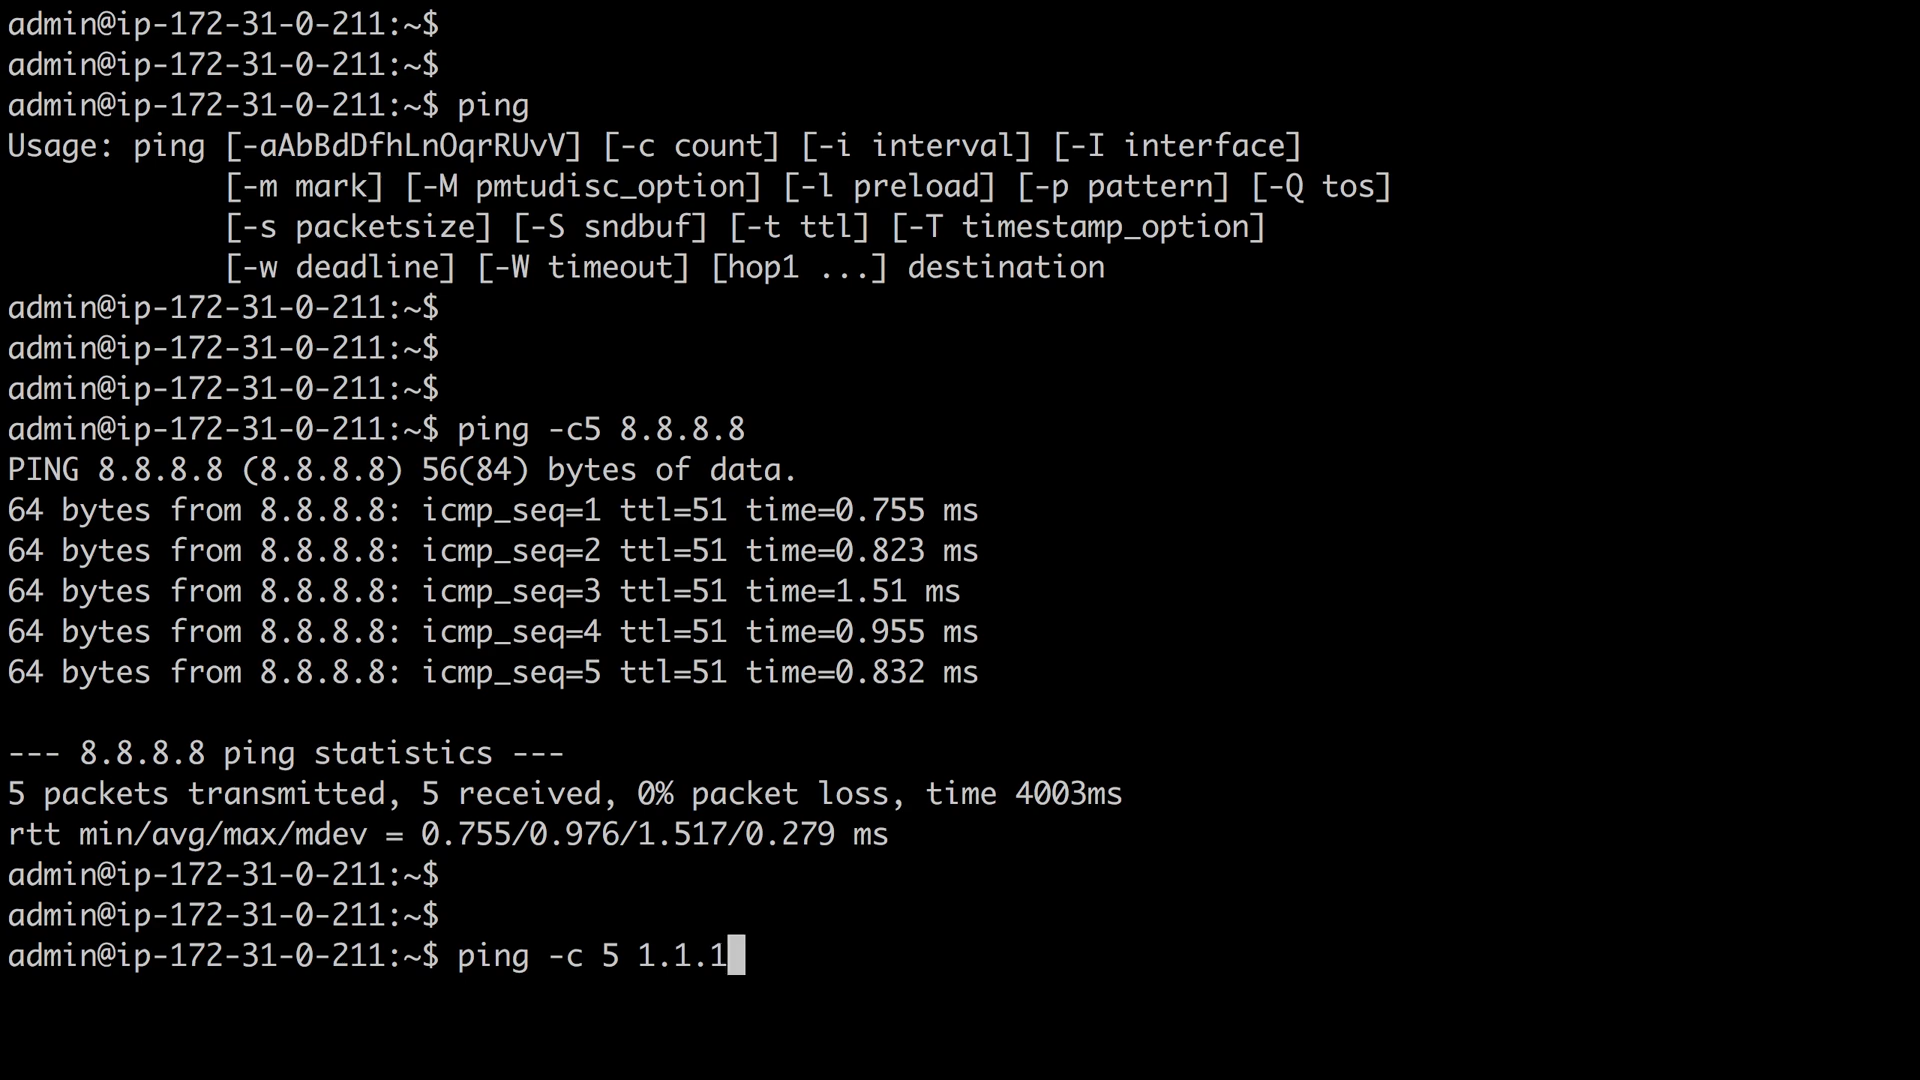 admin@ip-172-31-0-211:~$
admin@ip-172-31-0-211:~$
admin@ip-172-31-0-211:~$ ping
Usage: ping [-aAbBdDfhLnOqrRUvV] [-c count] [-i interval] [-I interface]
            [-m mark] [-M pmtudisc_option] [-l preload] [-p pattern] [-Q tos]
            [-s packetsize] [-S sndbuf] [-t ttl] [-T timestamp_option]
            [-w deadline] [-W timeout] [hop1 ...] destination
admin@ip-172-31-0-211:~$
admin@ip-172-31-0-211:~$
admin@ip-172-31-0-211:~$
admin@ip-172-31-0-211:~$ ping -c5 8.8.8.8
PING 8.8.8.8 (8.8.8.8) 56(84) bytes of data.
64 bytes from 8.8.8.8: icmp_seq=1 ttl=51 time=0.755 ms
64 bytes from 8.8.8.8: icmp_seq=2 ttl=51 time=0.823 ms
64 bytes from 8.8.8.8: icmp_seq=3 ttl=51 time=1.51 ms
64 bytes from 8.8.8.8: icmp_seq=4 ttl=51 time=0.955 ms
64 bytes from 8.8.8.8: icmp_seq=5 ttl=51 time=0.832 ms

--- 8.8.8.8 ping statistics ---
5 packets transmitted, 5 received, 0% packet loss, time 4003ms
rtt min/avg/max/mdev = 0.755/0.976/1.517/0.279 ms
admin@ip-172-31-0-211:~$
admin@ip-172-31-0-211:~$
admin@ip-172-31-0-211:~$ ping -c 5 1.1.1